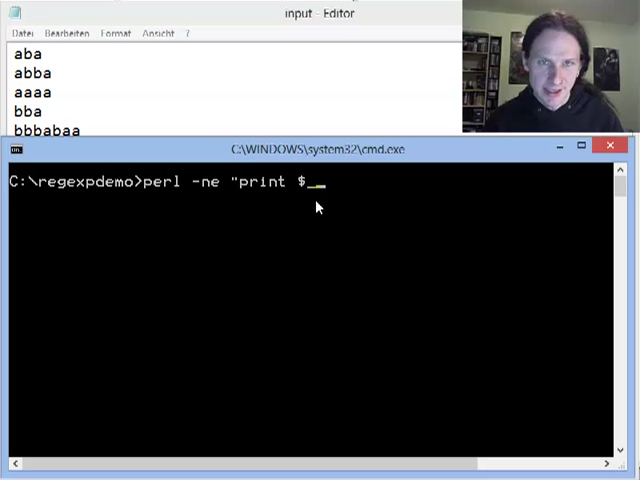 input - Editor
Datei Bearbeiten Format Ansicht ?
aba
abba
aaaa
bba
bbbabaa
C:\WINDOWS\system32\cmd.exe
C:\regexpdemo>perl -ne "print $_